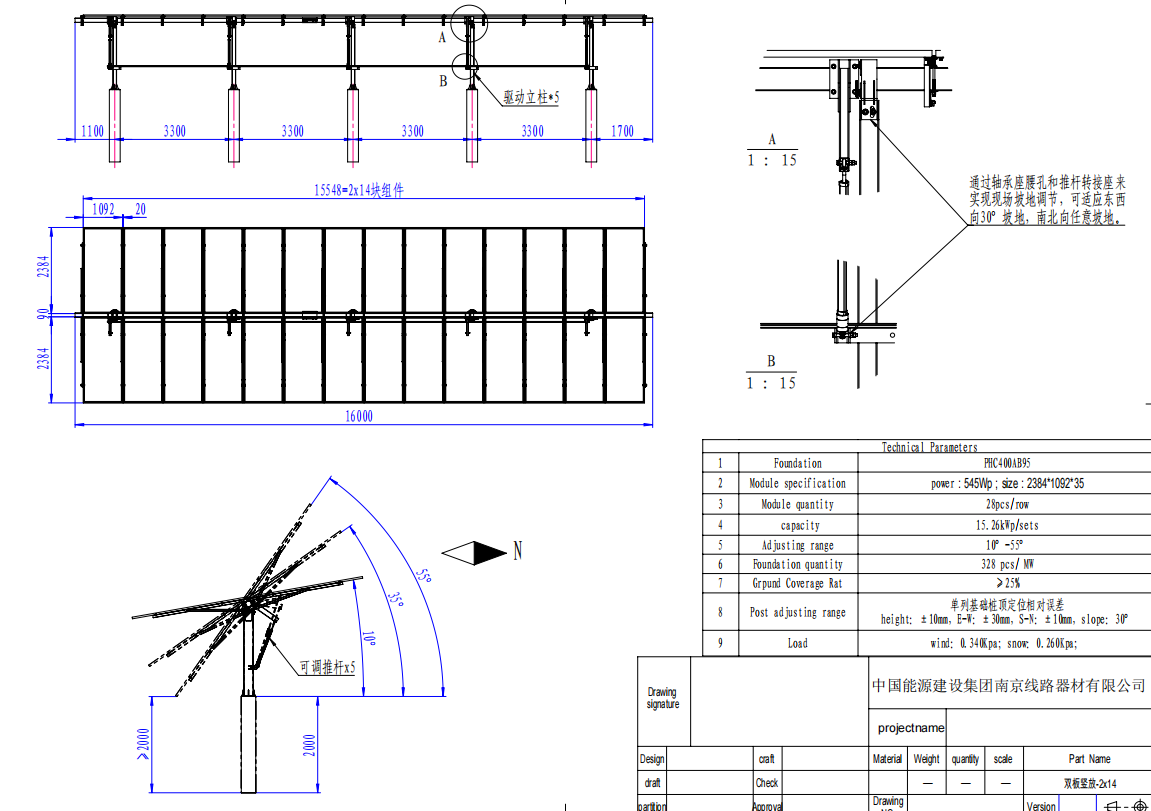 A
B
驱动立柱*5
1100
3300
3300
3300
3300
1700
15548=2x14块组件
1092
20
2384
90
2384
16000
A
1 : 15
通过轴承座腰孔和推杆转接座来
实现现场坡地调节，可适应东西
向30° 坡地，南北向任意坡地。
B
1 : 15
55°
35°
10°
N
可调推杆x5
≥2000
2000
Technical Parameters
1 Foundation PHC400AB95
2 Module specification power : 545Wp ; size : 2384*1092*35
3 Module quantity 28pcs/row
4 capacity 15.26kWp/sets
5 Adjusting range 10° -55°
6 Foundation quantity 328 pcs/ MW
7 Grpund Coverage Rat ≥25%
8 Post adjusting range 单列基础桩顶定位相对误差
height: ±10mm, E-W: ±30mm, S-N: ±10mm, slope: 30°
9 Load wind: 0.340Kpa; snow: 0.260Kpa;
Drawing
signature
中国能源建设集团南京线路器材有限公司
projectname
Design craft Material Weight quantity scale Part Name
draft Check — — — 双板竖放-2x14
partition Approval Drawing Version